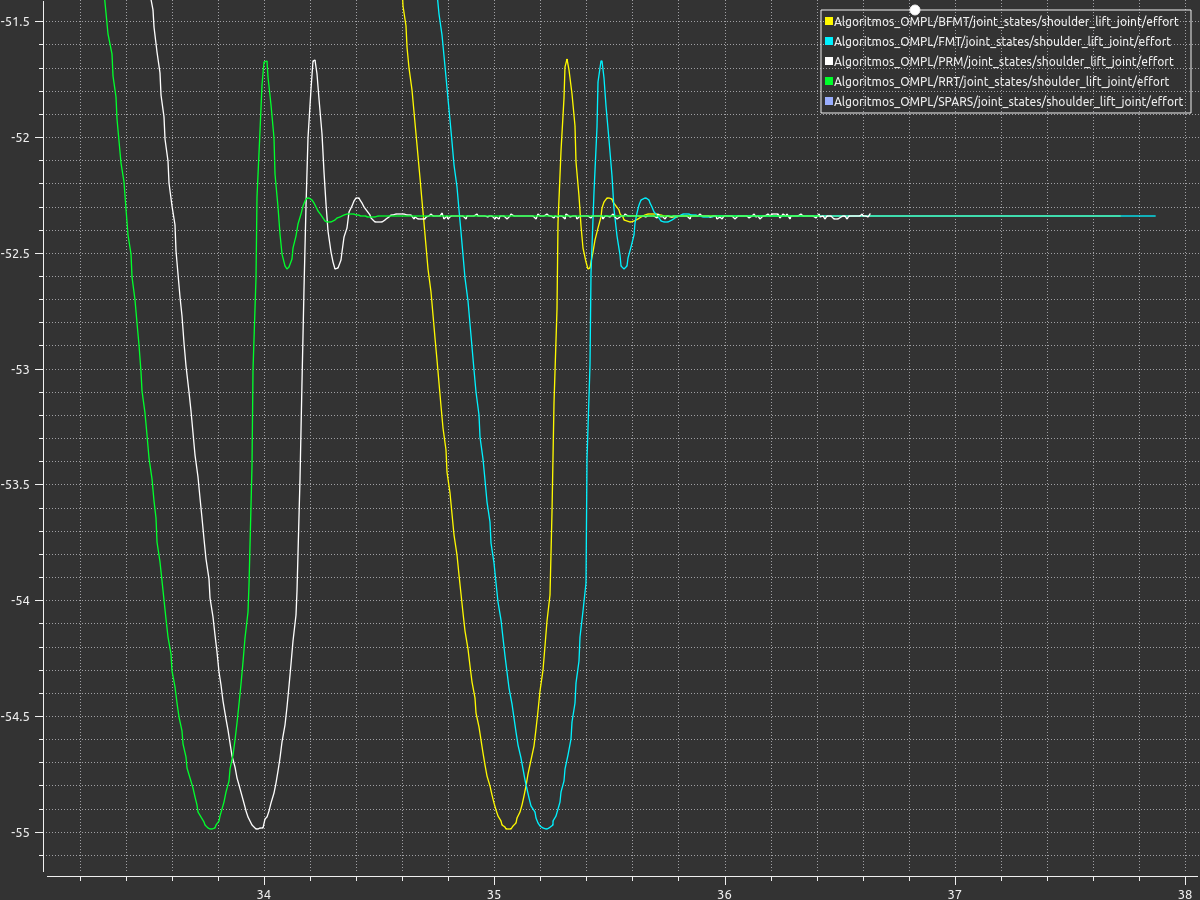 Algoritmos_OMPL/BFMT/joint_states/shoulder_lift_joint/effort
Algoritmos_OMPL/FMT/joint_states/shoulder_lift_joint/effort
Algoritmos_OMPL/PRM/joint_states/shoulder_lift_joint/effort
Algoritmos_OMPL/RRT/joint_states/shoulder_lift_joint/effort
Algoritmos_OMPL/SPARS/joint_states/shoulder_lift_joint/effort
-51.5
-52
-52.5
-53
-53.5
-54
-54.5
-55
34 35 36 37 38